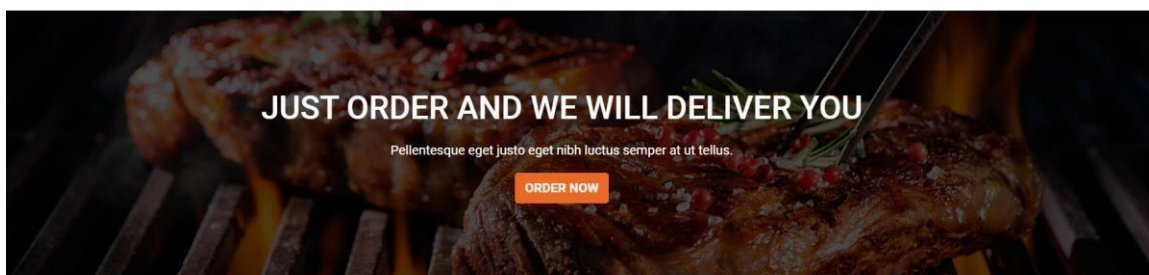 JUST ORDER AND WE WILL DELIVER YOU
Pellentesque eget justo eget nibh luctus semper at ut tellus.
ORDER NOW